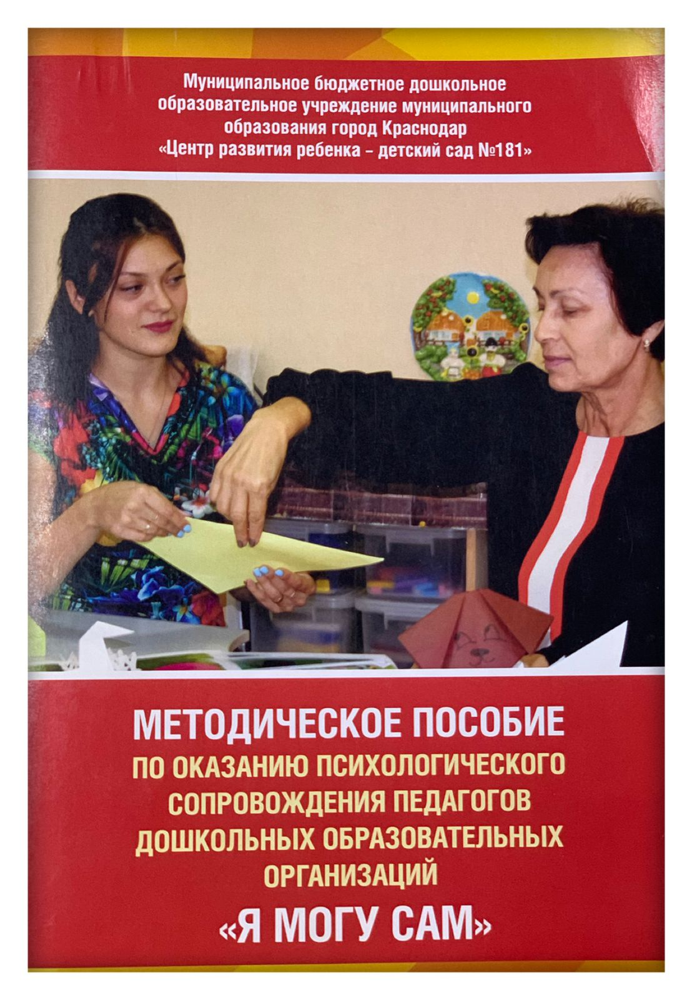 Муниципальное бюджетное дошкольное
образовательное учреждение муниципального
образования город Краснодар
«Центр развития ребенка – детский сад №181»
МЕТОДИЧЕСКОЕ ПОСОБИЕ
ПО ОКАЗАНИЮ ПСИХОЛОГИЧЕСКОГО
СОПРОВОЖДЕНИЯ ПЕДАГОГОВ
ДОШКОЛЬНЫХ ОБРАЗОВАТЕЛЬНЫХ
ОРГАНИЗАЦИЙ
«Я МОГУ САМ»